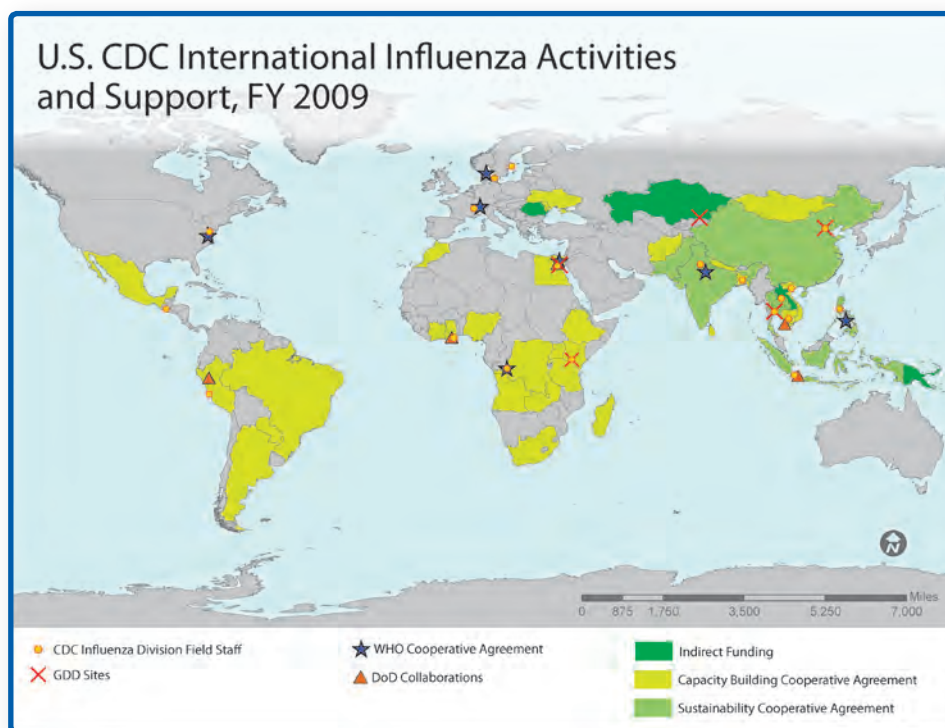 U.S. CDC International Influenza Activities
and Support, FY 2009
N
Miles
0 875 1,760 3,500 5,250 7,000
CDC Influenza Division Field Staff
GDD Sites
WHO Cooperative Agreement
DoD Collaborations
Indirect Funding
Capacity Building Cooperative Agreement
Sustainability Cooperative Agreement